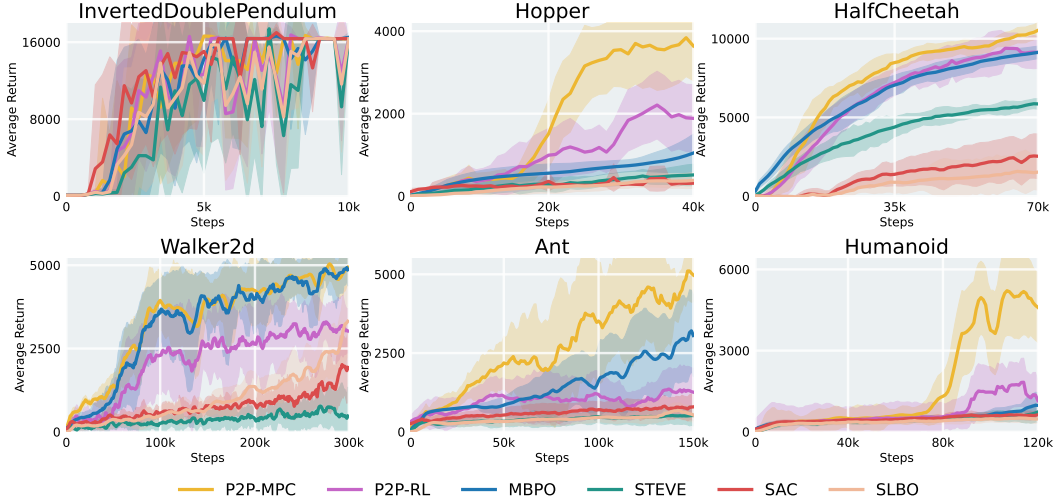 InvertedDoublePendulum
Average Return
16000
8000
0
0 5k 10k
Steps
Hopper
Average Return
4000
2000
0
0 20k 40k
Steps
HalfCheetah
Average Return
10000
5000
0
0 35k 70k
Steps
Walker2d
Average Return
5000
2500
0
0 100k 200k 300k
Steps
Ant
Average Return
5000
2500
0
0 50k 100k 150k
Steps
Humanoid
Average Return
6000
3000
0
0 40k 80k 120k
Steps
P2P-MPC P2P-RL MBPO STEVE SAC SLBO